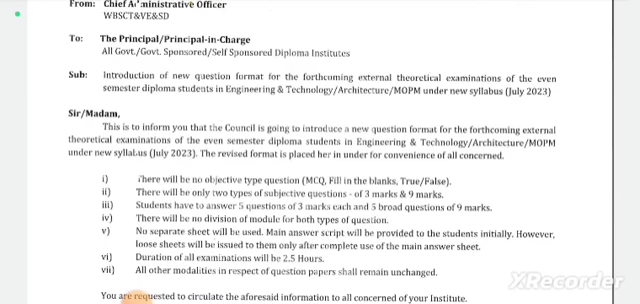 From: Chief Administrative Officer
WBSCT&VE&SD
To: The Principal/Principal-in-Charge
All Govt./Govt. Sponsored/Self Sponsored Diploma Institutes
Sub: Introduction of new question format for the forthcoming external theoretical examinations of the even
semester diploma students in Engineering & Technology/Architecture/MOPM under new syllabus (July 2023)
Sir/Madam,
This is to inform you that the Council is going to introduce a new question format for the forthcoming external
theoretical examinations of the even semester diploma students in Engineering & Technology/Architecture/MOPM
under new syllabus (July 2023). The revised format is placed her in under for convenience of all concerned.
i) There will be no objective type question (MCQ, Fill in the blanks, True/False).
ii) There will be only two types of subjective questions - of 3 marks & 9 marks.
iii) Students have to answer 5 questions of 3 marks each and 5 broad questions of 9 marks.
iv) There will be no division of module for both types of question.
v) No separate sheet will be used. Main answer script will be provided to the students initially. However,
loose sheets will be issued to them only after complete use of the main answer sheet.
vi) Duration of all examinations will be 2.5 Hours.
vii) All other modalities in respect of question papers shall remain unchanged.
You are requested to circulate the aforesaid information to all concerned of your Institute.
XRecorder